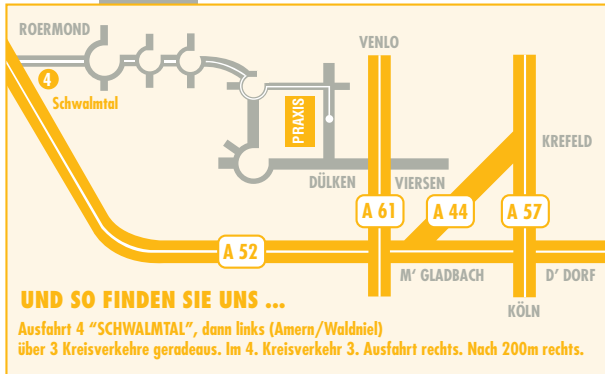 ROERMOND
VENLO
4
Schwalmtal
PRAXIS
KREFELD
DÜLKEN
VIERSEN
A 61
A 44
A 57
A 52
M' GLADBACH
D' DORF
KÖLN
UND SO FINDEN SIE UNS ...
Ausfahrt 4 “SCHWALMTAL”, dann links (Amern/Waldniel)
über 3 Kreisverkehre geradeaus. Im 4. Kreisverkehr 3. Ausfahrt rechts. Nach 200m rechts.